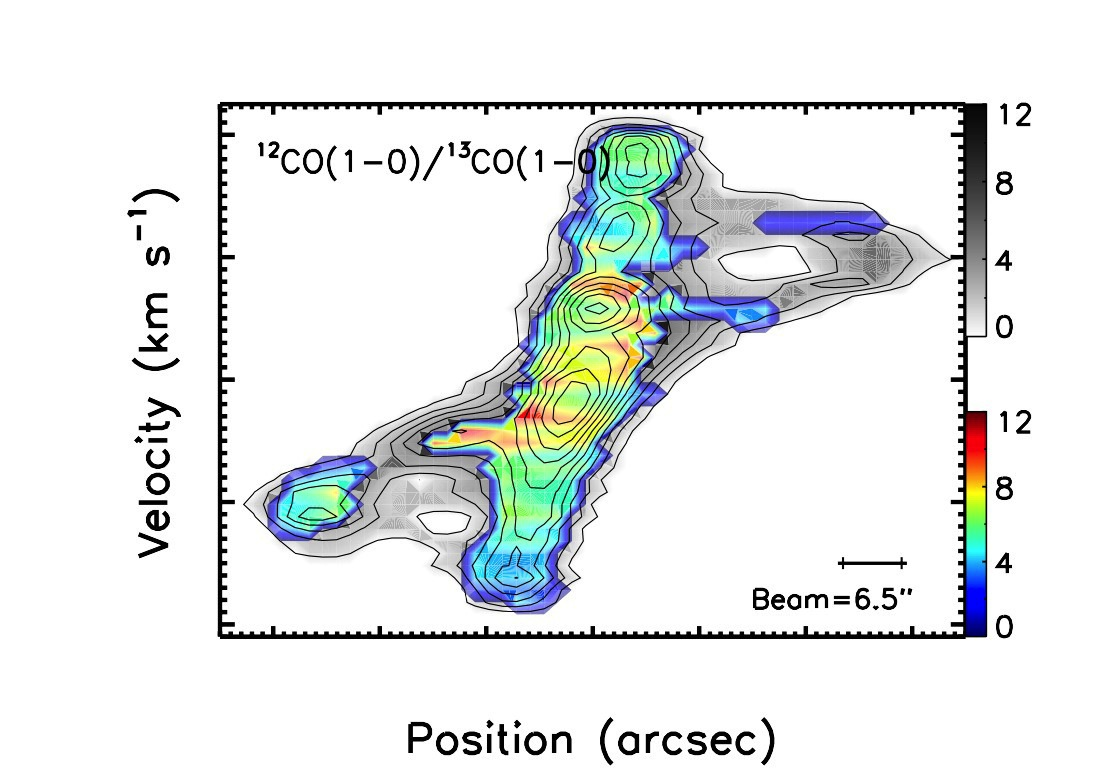 ¹²CO(1−0)/¹³CO(1−0)
Velocity (km s⁻¹)
12
8
4
0
12
8
4
0
Beam=6.5"
Position (arcsec)